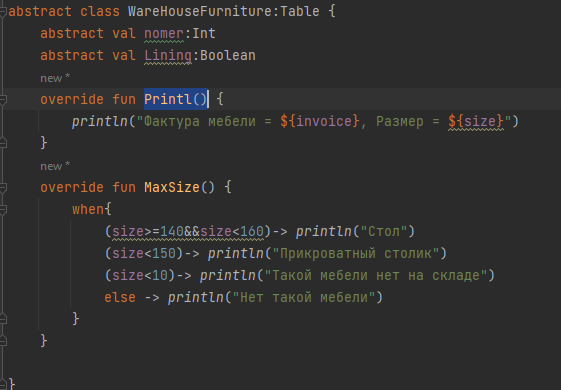 abstract class WareHouseFurniture:Table {
abstract val nomer:Int
abstract val Lining:Boolean
new *
override fun Printl() {
println("Фактура мебели = ${invoice}, Размер = ${size}")
}
new *
override fun MaxSize() {
when{
(size>=140&&size<160)-> println("Стол")
(size<150)-> println("Прикроватный столик")
(size<10)-> println("Такой мебели нет на складе")
else -> println("Нет такой мебели")
}
}
}